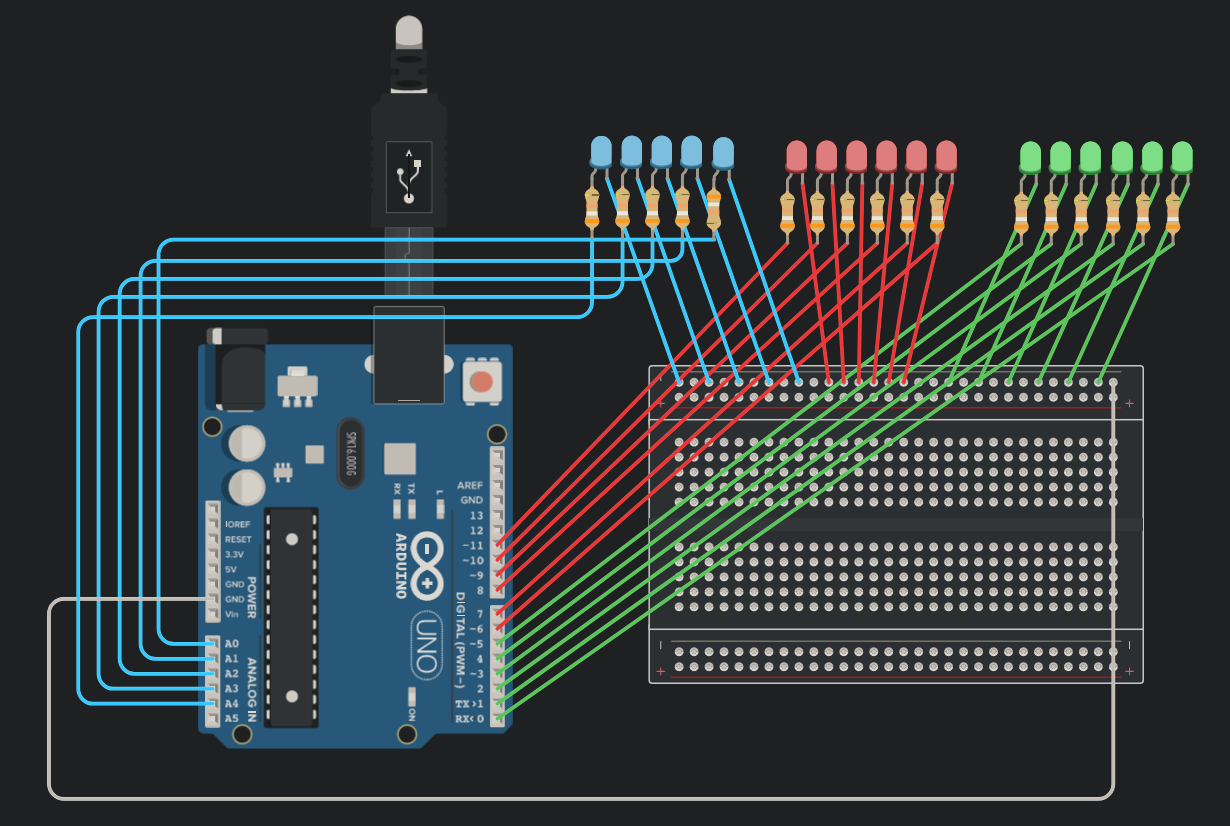 A
SPK16.000G
RX
TX
L
AREF
GND
13
12
~11
~10
~9
8
7
~6
~5
4
~3
2
TX>1
RX<0
DIGITAL (PWM~)
ARDUINO
UNO
ON
IOREF
RESET
3.3V
5V
GND
GND
Vin
POWER
A0
A1
A2
A3
A4
A5
ANALOG IN
+
+
+
+